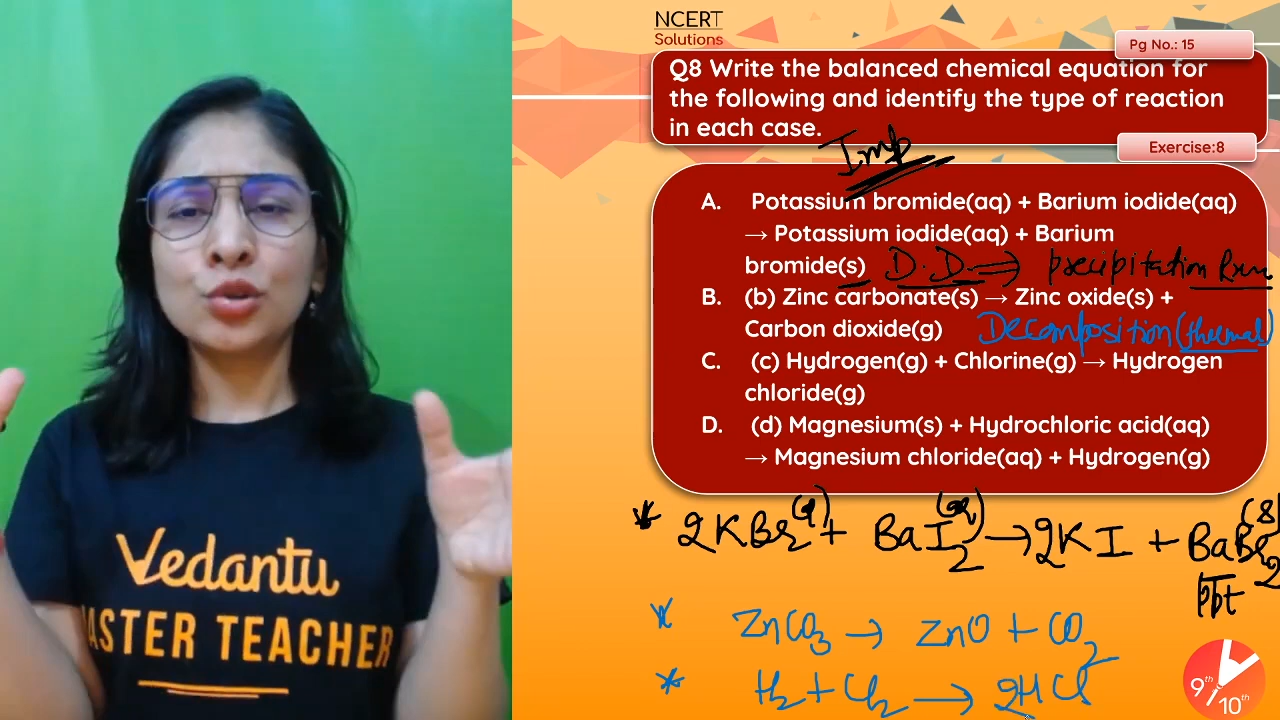 NCERT
Solutions
Pg No.: 15
Q8 Write the balanced chemical equation for
the following and identify the type of reaction
in each case.
Imp
Exercise:8
A. Potassium bromide(aq) + Barium iodide(aq)
→ Potassium iodide(aq) + Barium
bromide(s) D.D ⇒ precipitation Rxn
B. (b) Zinc carbonate(s) → Zinc oxide(s) +
Carbon dioxide(g) Decomposition (thermal)
C. (c) Hydrogen(g) + Chlorine(g) → Hydrogen
chloride(g)
D. (d) Magnesium(s) + Hydrochloric acid(aq)
→ Magnesium chloride(aq) + Hydrogen(g)
* 2KBr + BaI2 → 2KI + BaBr2 (s)
ppt
* ZnCO3 → ZnO + CO2
* H2 + Cl2 → 2HCl
Vedantu
MASTER TEACHER
9th 10th